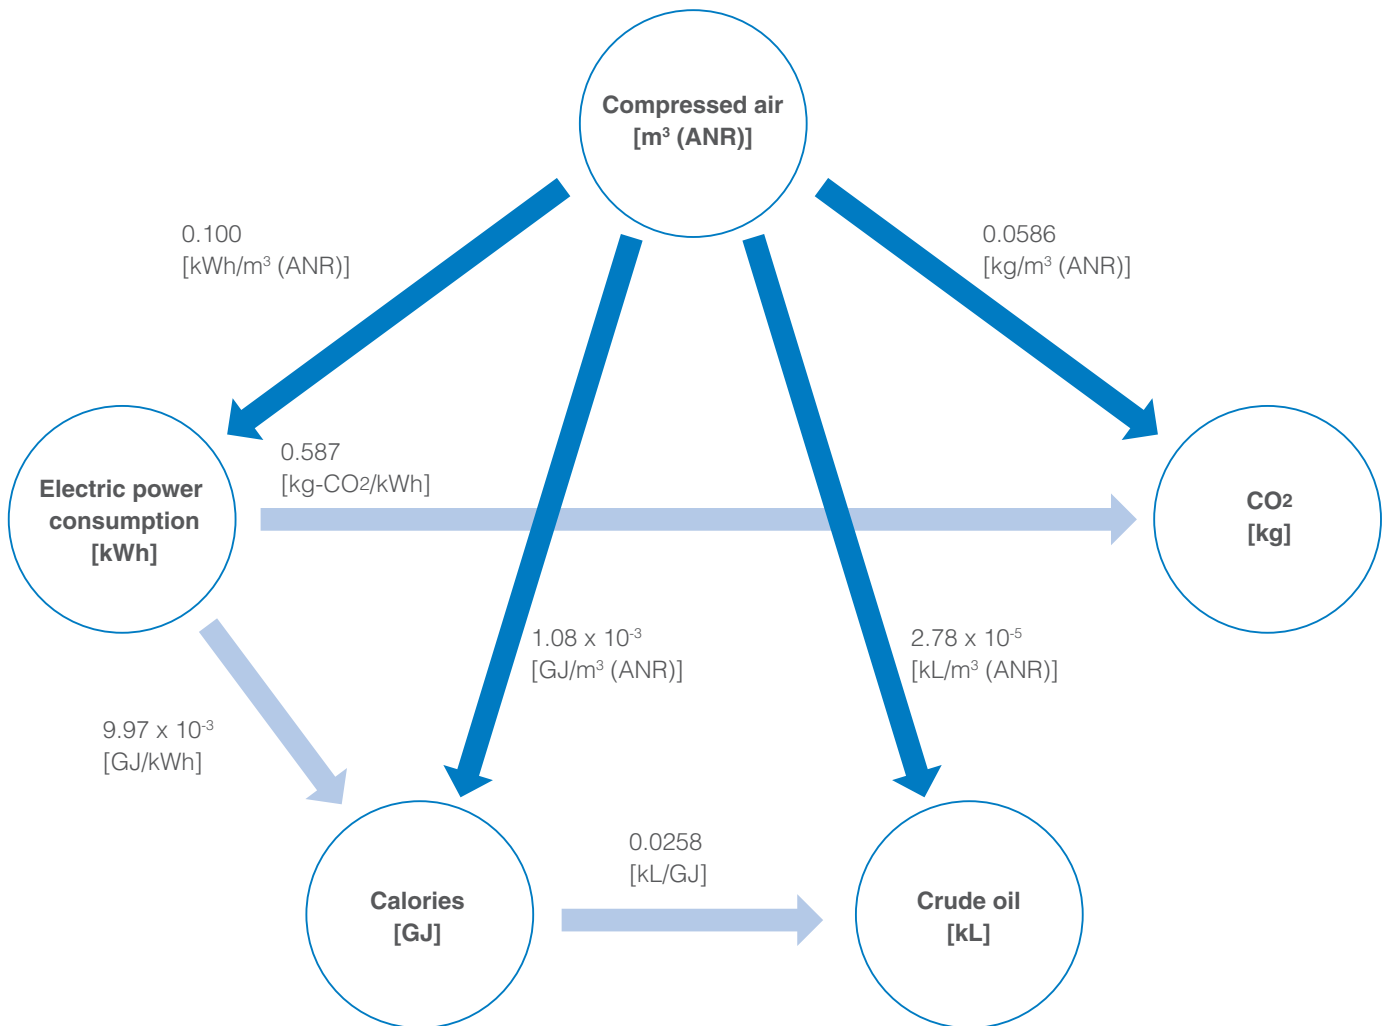 Compressed air
[m³ (ANR)]
0.100
[kWh/m³ (ANR)]
0.0586
[kg/m³ (ANR)]
Electric power
consumption
[kWh]
0.587
[kg-CO2/kWh]
CO2
[kg]
1.08 x 10⁻³
[GJ/m³ (ANR)]
2.78 x 10⁻⁵
[kL/m³ (ANR)]
9.97 x 10⁻³
[GJ/kWh]
0.0258
[kL/GJ]
Calories
[GJ]
Crude oil
[kL]